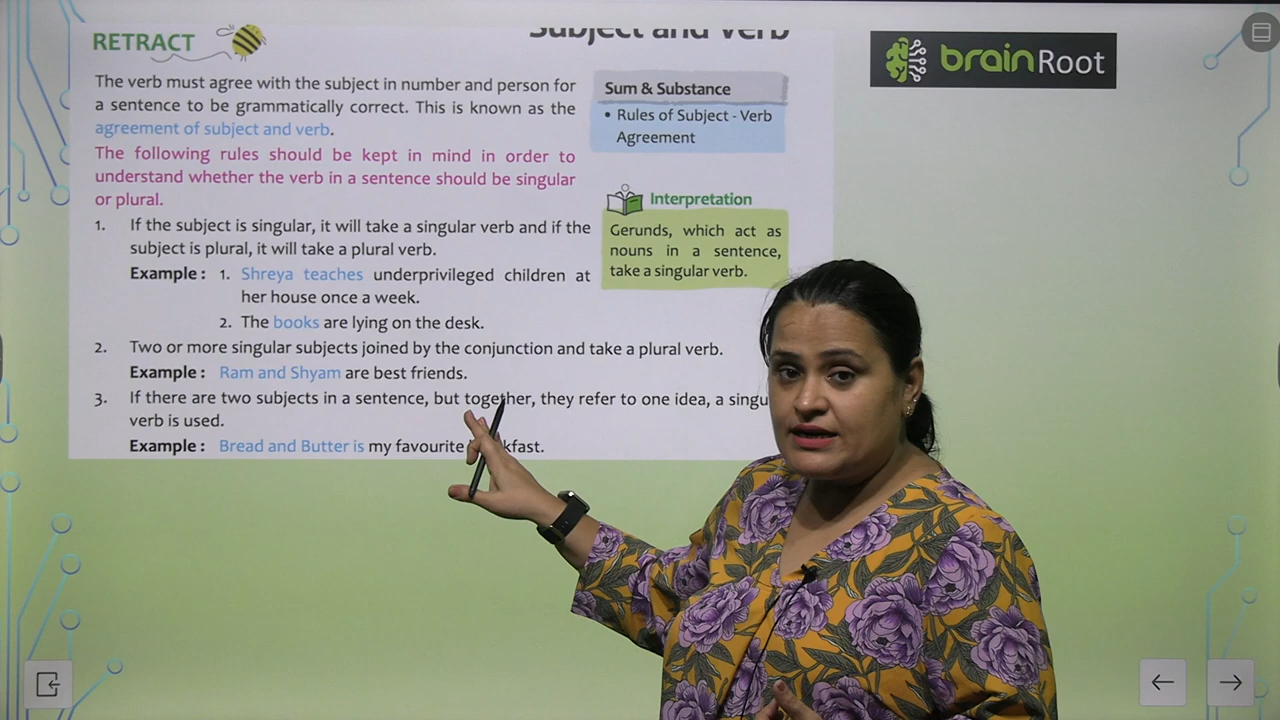 Subject and Verb
RETRACT
brainRoot
The verb must agree with the subject in number and person for
a sentence to be grammatically correct. This is known as the
agreement of subject and verb.
The following rules should be kept in mind in order to
understand whether the verb in a sentence should be singular
or plural.
Sum & Substance
• Rules of Subject - Verb
Agreement
Interpretation
Gerunds, which act as
nouns in a sentence,
take a singular verb.
1. If the subject is singular, it will take a singular verb and if the
subject is plural, it will take a plural verb.
Example : 1. Shreya teaches underprivileged children at
her house once a week.
2. The books are lying on the desk.
2. Two or more singular subjects joined by the conjunction and take a plural verb.
Example : Ram and Shyam are best friends.
3. If there are two subjects in a sentence, but together, they refer to one idea, a
verb is used.
Example : Bread and Butter is my favourite